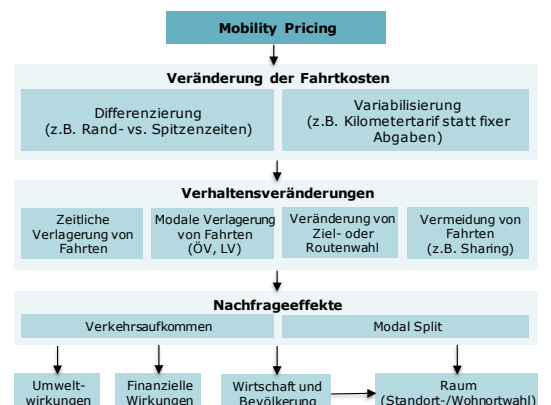 Mobility Pricing
Veränderung der Fahrtkosten
Differenzierung
(z.B. Rand- vs. Spitzenzeiten)
Variabilisierung
(z.B. Kilometertarif statt fixer
Abgaben)
Verhaltensveränderungen
Zeitliche
Verlagerung von
Fahrten
Modale Verlagerung
von Fahrten
(ÖV, LV)
Veränderung von
Ziel- oder
Routenwahl
Vermeidung von
Fahrten
(z.B. Sharing)
Nachfrageeffekte
Verkehrsaufkommen
Modal Split
Umwelt-
wirkungen
Finanzielle
Wirkungen
Wirtschaft und
Bevölkerung
Raum
(Standort-/Wohnortwahl)